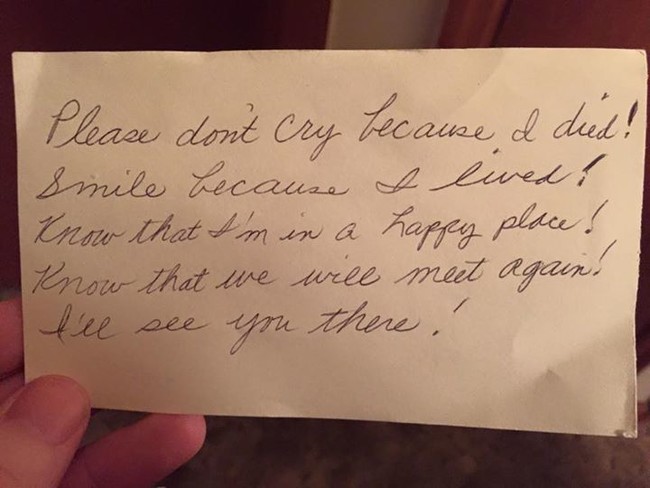 Please don't cry because I died!
Smile because I lived!
Know that I'm in a happy place!
Know that we will meet again!
I'll see you there!